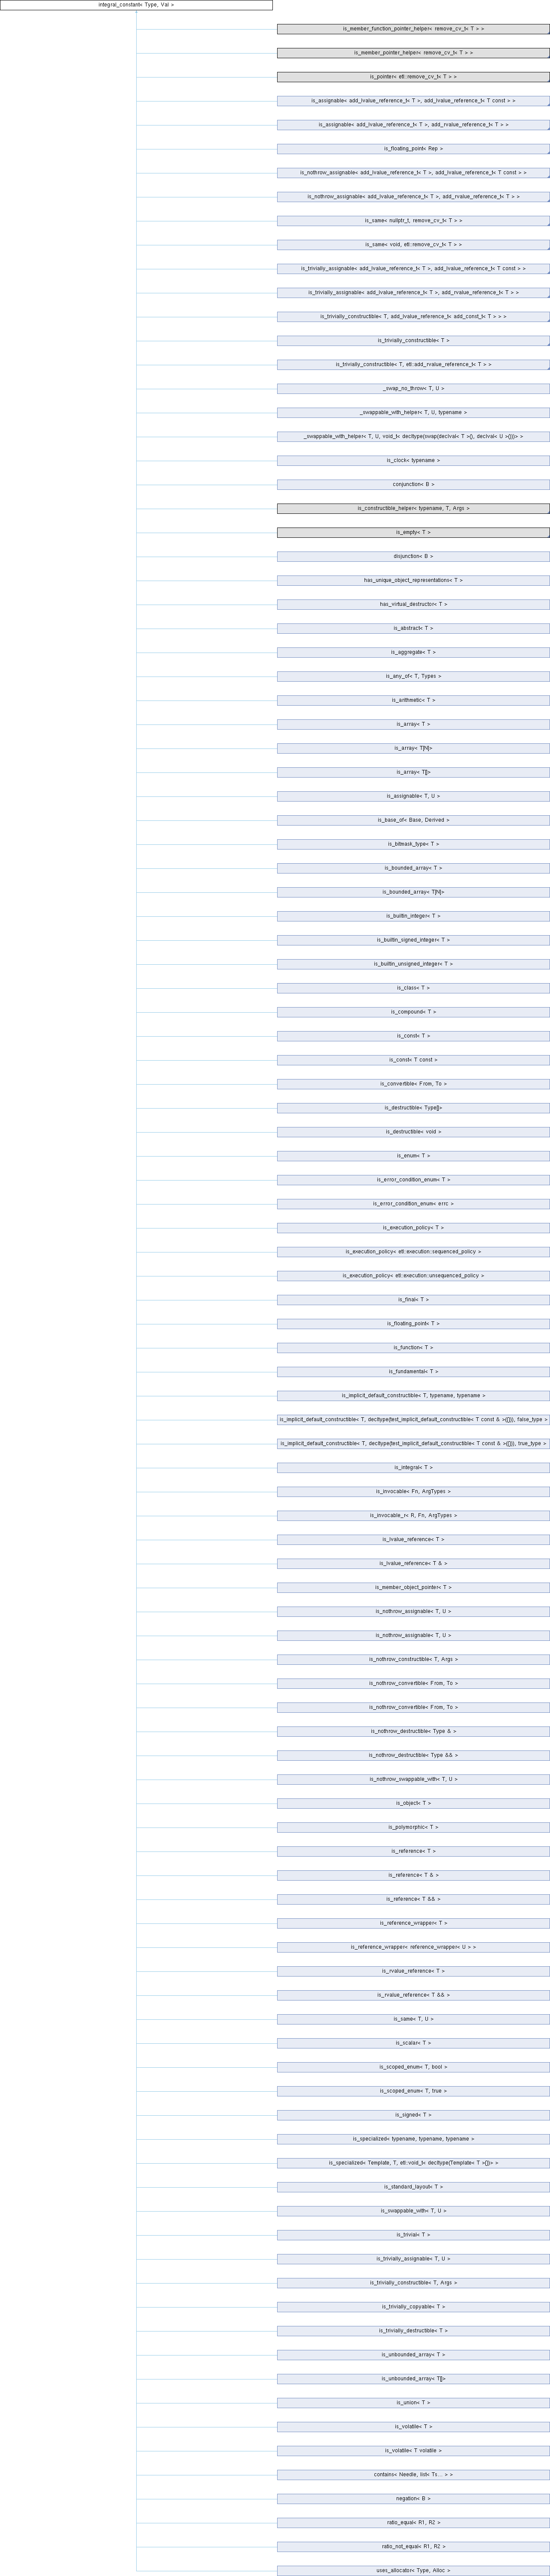 integral_constant< Type, Val >
is_member_function_pointer_helper< remove_cv_t< T > >
is_member_pointer_helper< remove_cv_t< T > >
is_pointer< etl::remove_cv_t< T > >
is_assignable< add_lvalue_reference_t< T >, add_lvalue_reference_t< T const > >
is_assignable< add_lvalue_reference_t< T >, add_rvalue_reference_t< T > >
is_floating_point< Rep >
is_nothrow_assignable< add_lvalue_reference_t< T >, add_lvalue_reference_t< T const > >
is_nothrow_assignable< add_lvalue_reference_t< T >, add_rvalue_reference_t< T > >
is_same< nullptr_t, remove_cv_t< T > >
is_same< void, etl::remove_cv_t< T > >
is_trivially_assignable< add_lvalue_reference_t< T >, add_lvalue_reference_t< T const > >
is_trivially_assignable< add_lvalue_reference_t< T >, add_rvalue_reference_t< T > >
is_trivially_constructible< T, add_lvalue_reference_t< add_const_t< T > > >
is_trivially_constructible< T >
is_trivially_constructible< T, etl::add_rvalue_reference_t< T > >
_swap_no_throw< T, U >
_swappable_with_helper< T, U, typename >
_swappable_with_helper< T, U, void_t< decltype(swap(declval< T >(), declval< U >()))> >
is_clock< typename >
conjunction< B >
is_constructible_helper< typename, T, Args >
is_empty< T >
disjunction< B >
has_unique_object_representations< T >
has_virtual_destructor< T >
is_abstract< T >
is_aggregate< T >
is_any_of< T, Types >
is_arithmetic< T >
is_array< T >
is_array< T[N]>
is_array< T[]>
is_assignable< T, U >
is_base_of< Base, Derived >
is_bitmask_type< T >
is_bounded_array< T >
is_bounded_array< T[N]>
is_builtin_integer< T >
is_builtin_signed_integer< T >
is_builtin_unsigned_integer< T >
is_class< T >
is_compound< T >
is_const< T >
is_const< T const >
is_convertible< From, To >
is_destructible< Type[]>
is_destructible< void >
is_enum< T >
is_error_condition_enum< T >
is_error_condition_enum< errc >
is_execution_policy< T >
is_execution_policy< etl::execution::sequenced_policy >
is_execution_policy< etl::execution::unsequenced_policy >
is_final< T >
is_floating_point< T >
is_function< T >
is_fundamental< T >
is_implicit_default_constructible< T, typename, typename >
is_implicit_default_constructible< T, decltype(test_implicit_default_constructible< T const & >({})), false_type >
is_implicit_default_constructible< T, decltype(test_implicit_default_constructible< T const & >({})), true_type >
is_integral< T >
is_invocable< Fn, ArgTypes >
is_invocable_r< R, Fn, ArgTypes >
is_lvalue_reference< T >
is_lvalue_reference< T & >
is_member_object_pointer< T >
is_nothrow_assignable< T, U >
is_nothrow_assignable< T, U >
is_nothrow_constructible< T, Args >
is_nothrow_convertible< From, To >
is_nothrow_convertible< From, To >
is_nothrow_destructible< Type & >
is_nothrow_destructible< Type && >
is_nothrow_swappable_with< T, U >
is_object< T >
is_polymorphic< T >
is_reference< T >
is_reference< T & >
is_reference< T && >
is_reference_wrapper< T >
is_reference_wrapper< reference_wrapper< U > >
is_rvalue_reference< T >
is_rvalue_reference< T && >
is_same< T, U >
is_scalar< T >
is_scoped_enum< T, bool >
is_scoped_enum< T, true >
is_signed< T >
is_specialized< typename, typename, typename >
is_specialized< Template, T, etl::void_t< decltype(Template< T >{})> >
is_standard_layout< T >
is_swappable_with< T, U >
is_trivial< T >
is_trivially_assignable< T, U >
is_trivially_constructible< T, Args >
is_trivially_copyable< T >
is_trivially_destructible< T >
is_unbounded_array< T >
is_unbounded_array< T[]>
is_union< T >
is_volatile< T >
is_volatile< T volatile >
contains< Needle, list< Ts... > >
negation< B >
ratio_equal< R1, R2 >
ratio_not_equal< R1, R2 >
uses_allocator< Type, Alloc >